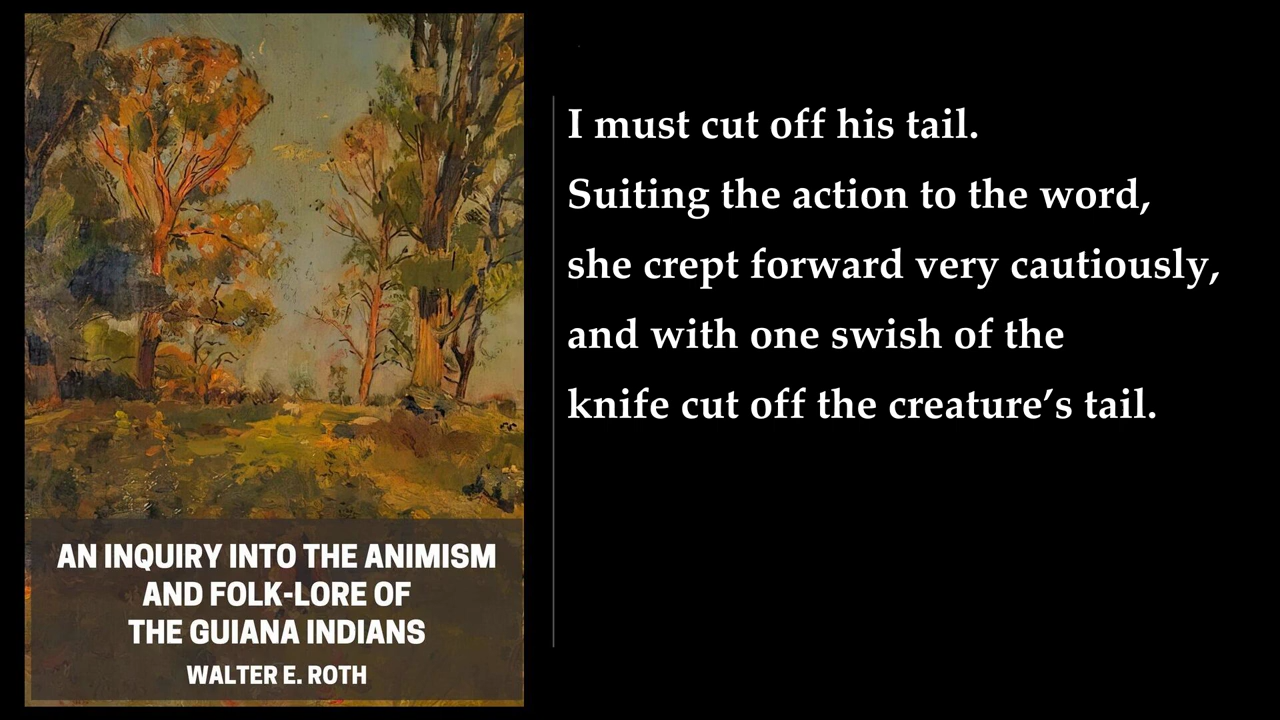 I must cut off his tail.
Suiting the action to the word,
she crept forward very cautiously,
and with one swish of the
knife cut off the creature’s tail.
AN INQUIRY INTO THE ANIMISM
AND FOLK-LORE OF
THE GUIANA INDIANS
WALTER E. ROTH